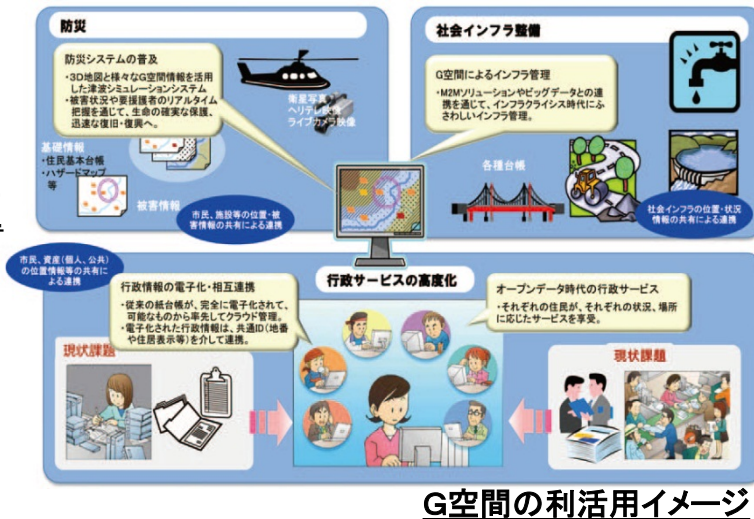 防災
防災システムの普及
・3D地図と様々なG空間情報を活用
した津波シミュレーションシステム
・被害状況や要援護者のリアルタイム
把握を通じて、生命の確実な保護、
迅速な復旧・復興へ。
衛星写真・
ヘリテレ映像
ライブカメラ映像
基礎情報
・住民基本台帳
・ハザードマップ
等
被害情報
市民、施設等の位置・被
害情報の共有による連携
社会インフラ整備
G空間によるインフラ管理
・M2Mソリューションやビッグデータとの連
携を通じて、インフラクライシス時代にふ
さわしいインフラ管理。
各種台帳
社会インフラの位置・状況
情報の共有による連携
市民、資産(個人、公共)
の位置情報等の共有に
よる連携
行政サービスの高度化
行政情報の電子化・相互連携
・従来の紙台帳が、完全に電子化されて、
可能なものから率先してクラウド管理。
・電子化された行政情報は、共通ID(地番
や住居表示等)を介して連携。
オープンデータ時代の行政サービス
・それぞれの住民が、それぞれの状況、場所
に応じたサービスを享受。
現状課題
現状課題
G空間の利活用イメージ